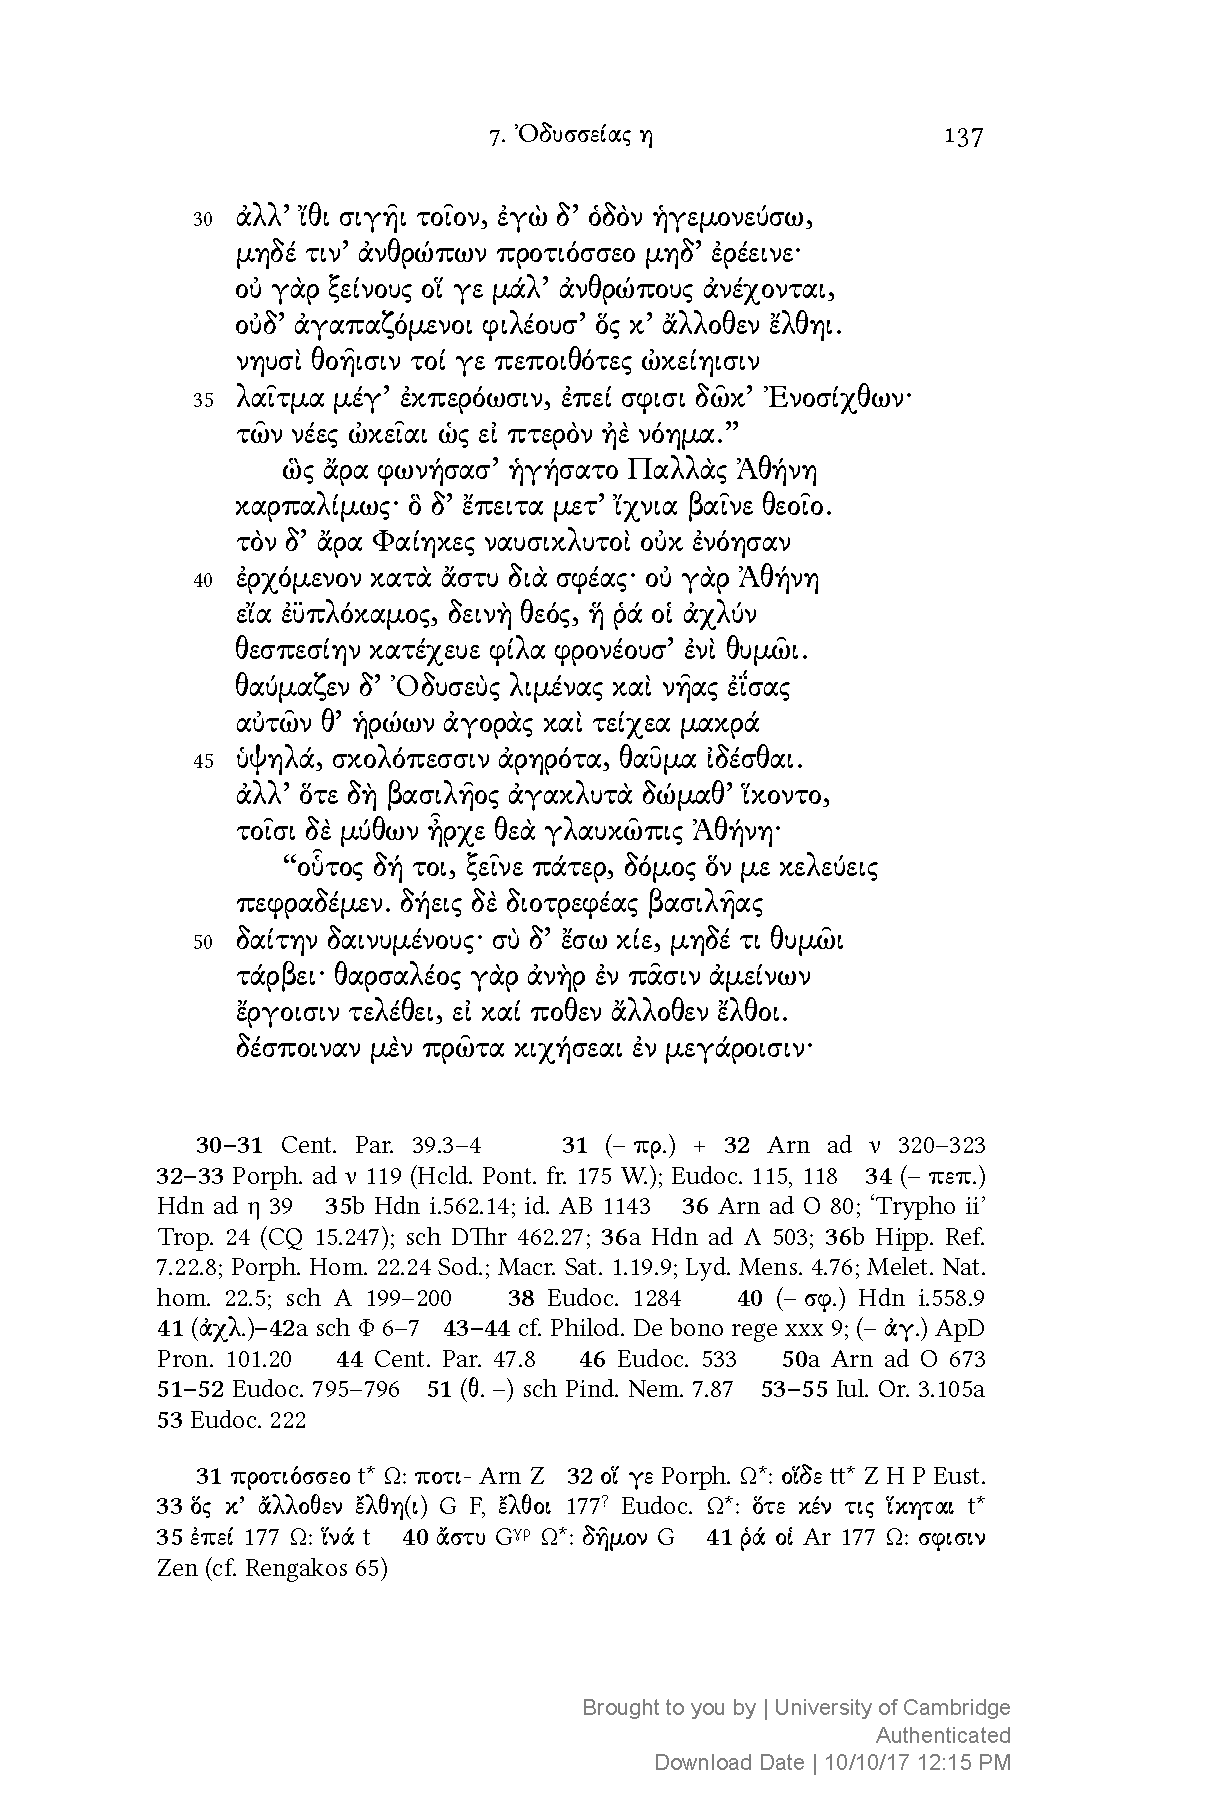 7. Ὀδυσσείας η 137
30 ἀλλ’ ἴθι σιγῆι τοῖον, ἐγὼ δ’ ὁδὸν ἡγεμονεύσω,
μηδέ τιν’ ἀνθρώπων προτιόσσεο μηδ’ ἐρέεινε·
οὐ γὰρ ξείνους οἵ γε μάλ’ ἀνθρώπους ἀνέχονται,
οὐδ’ ἀγαπαζόμενοι φιλέουσ’ ὅς κ’ ἄλλοθεν ἔλθηι.
νηυσὶ θοῆισιν τοί γε πεποιθότες ὠκείηισιν
35 λαῖτμα μέγ’ ἐκπερόωσιν, ἐπεί σφισι δῶκ’ Ἐνοσίχθων·
τῶν νέες ὠκεῖαι ὡς εἰ πτερὸν ἠὲ νόημα.”
ὣς ἄρα φωνήσασ’ ἡγήσατο Παλλὰς Ἀθήνη
καρπαλίμως· ὃ δ’ ἔπειτα μετ’ ἴχνια βαῖνε θεοῖο.
τὸν δ’ ἄρα Φαίηκες ναυσικλυτοὶ οὐκ ἐνόησαν
40 ἐρχόμενον κατὰ ἄστυ διὰ σφέας· οὐ γὰρ Ἀθήνη
εἴα ἐϋπλόκαμος, δεινὴ θεός, ἥ ῥά οἱ ἀχλύν
θεσπεσίην κατέχευε φίλα φρονέουσ’ ἐνὶ θυμῶι.
θαύμαζεν δ’ Ὀδυσεὺς λιμένας καὶ νῆας ἐΐσας
αὐτῶν θ’ ἡρώων ἀγορὰς καὶ τείχεα μακρά
45 ὑψηλά, σκολόπεσσιν ἀρηρότα, θαῦμα ἰδέσθαι.
ἀλλ’ ὅτε δὴ βασιλῆος ἀγακλυτὰ δώμαθ’ ἵκοντο,
τοῖσι δὲ μύθων ἦρχε θεὰ γλαυκῶπις Ἀθήνη·
“οὗτος δή τοι, ξεῖνε πάτερ, δόμος ὅν με κελεύεις
πεφραδέμεν. δήεις δὲ διοτρεφέας βασιλῆας
50 δαίτην δαινυμένους· σὺ δ’ ἔσω κίε, μηδέ τι θυμῶι
τάρβει· θαρσαλέος γὰρ ἀνὴρ ἐν πᾶσιν ἀμείνων
ἔργοισιν τελέθει, εἰ καί ποθεν ἄλλοθεν ἔλθοι.
δέσποιναν μὲν πρῶτα κιχήσεαι ἐν μεγάροισιν·
30–31 Cent. Par. 39.3–4 31 (– πρ.) + 32 Arn ad ν 320–323
32–33 Porph. ad ν 119 (Hcld. Pont. fr. 175 W.); Eudoc. 115, 118 34 (– πεπ.)
Hdn ad η 39 35b Hdn i.562.14; id. AB 1143 36 Arn ad O 80; ‘Trypho ii’
Trop. 24 (CQ 15.247); sch DThr 462.27; 36a Hdn ad Λ 503; 36b Hipp. Ref.
7.22.8; Porph. Hom. 22.24 Sod.; Macr. Sat. 1.19.9; Lyd. Mens. 4.76; Melet. Nat.
hom. 22.5; sch A 199–200 38 Eudoc. 1284 40 (– σφ.) Hdn i.558.9
41 (ἀχλ.)–42a sch Φ 6–7 43–44 cf. Philod. De bono rege xxx 9; (– ἀγ.) ApD
Pron. 101.20 44 Cent. Par. 47.8 46 Eudoc. 533 50a Arn ad O 673
51–52 Eudoc. 795–796 51 (θ. –) sch Pind. Nem. 7.87 53–55 Iul. Or. 3.105a
53 Eudoc. 222
31 προτιόσσεο t* Ω: ποτι- Arn Z 32 οἵ γε Porph. Ω*: οἵδε tt* Z H P Eust.
33 ὅς κ’ ἄλλοθεν ἔλθη(ι) G F, ἔλθοι 177? Eudoc. Ω*: ὅτε κέν τις ἵκηται t*
35 ἐπεί 177 Ω: ἵνά t 40 ἄστυ Gγρ Ω*: δῆμον G 41 ῥά οἱ Ar 177 Ω: σφισιν
Zen (cf. Rengakos 65)
Brought to you by | University of Cambridge
Authenticated
Download Date | 10/10/17 12:15 PM